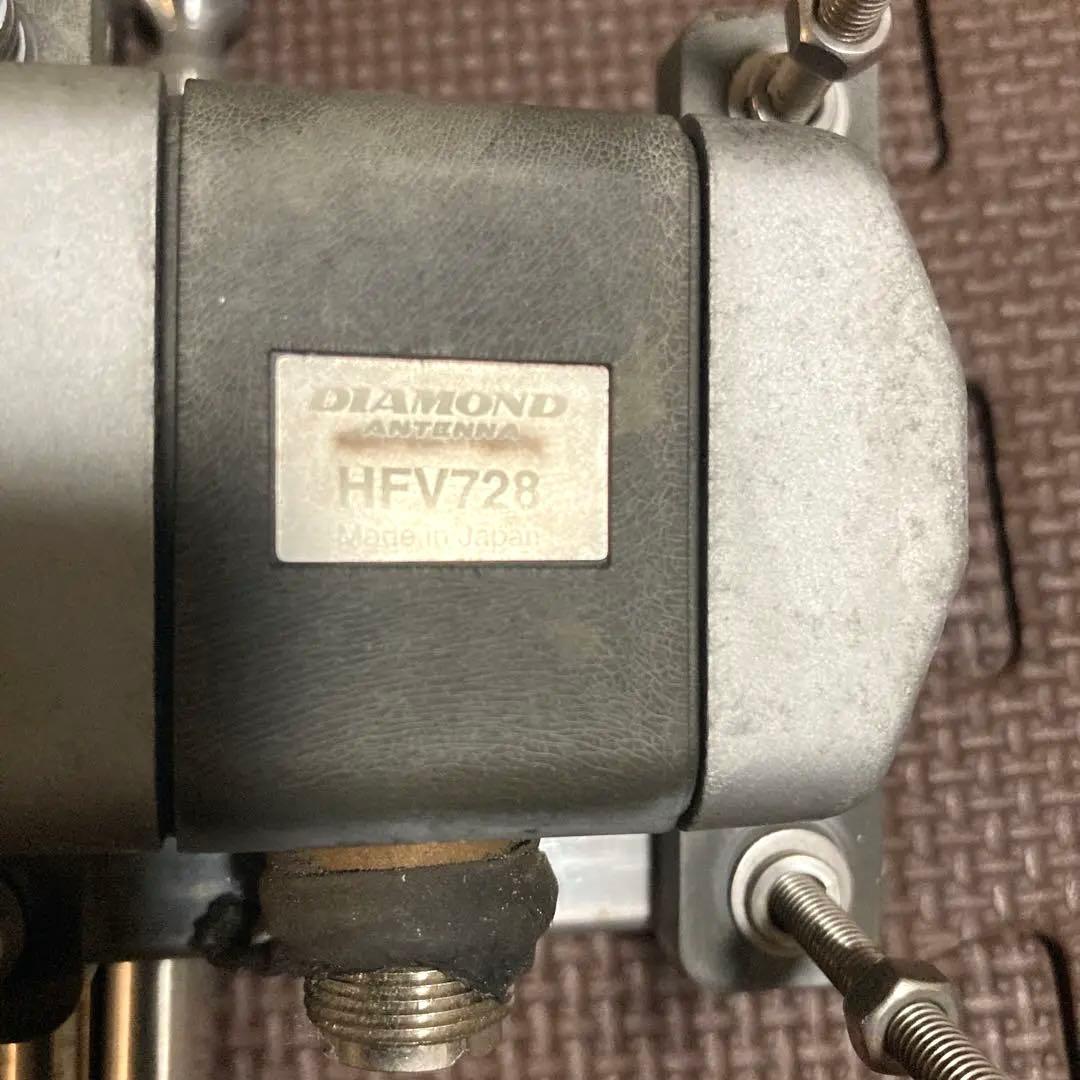 DIAMOND
ANTENNA
HFV728
Made in Japan